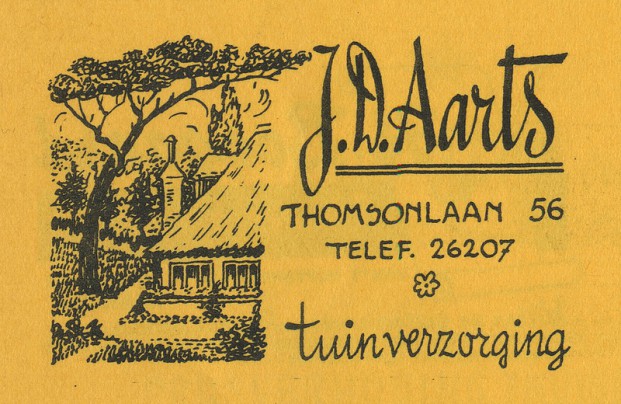 J.D. Aarts
THOMSONLAAN 56
TELEF. 26207
tuinverzorging